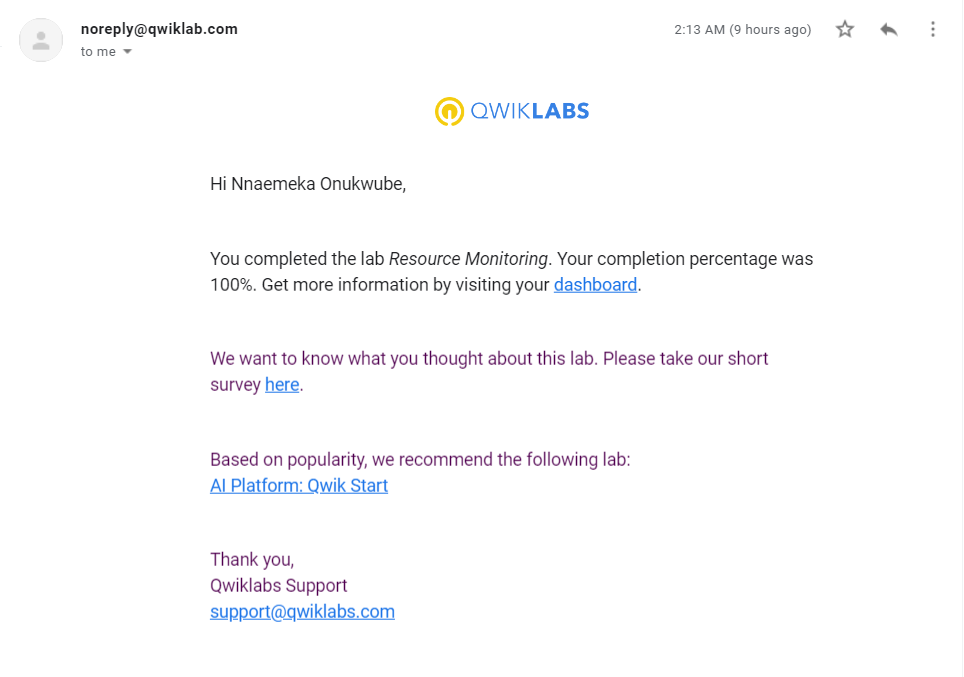 noreply@qwiklab.com
2:13 AM (9 hours ago)
to me
QWIKLABS
Hi Nnaemeka Onukwube,
You completed the lab Resource Monitoring. Your completion percentage was
100%. Get more information by visiting your dashboard.
We want to know what you thought about this lab. Please take our short
survey here.
Based on popularity, we recommend the following lab:
AI Platform: Qwik Start
Thank you,
Qwiklabs Support
support@qwiklabs.com